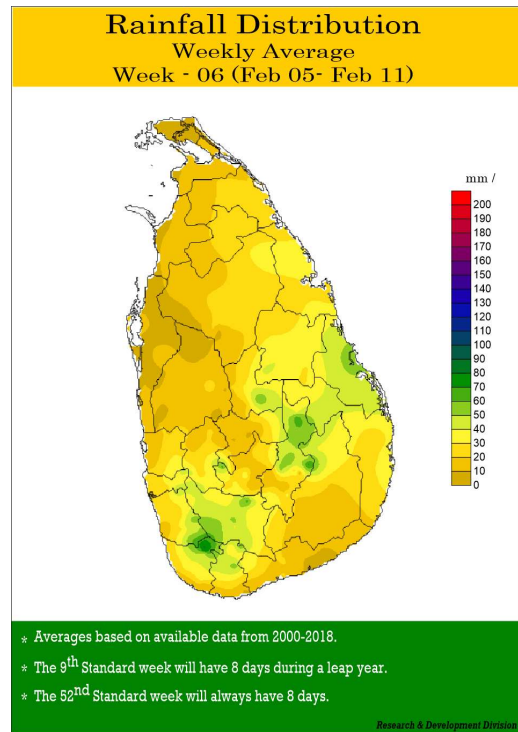 Rainfall Distribution
Weekly Average
Week - 06 (Feb 05- Feb 11)
mm /
200
190
180
170
160
150
140
130
120
110
100
90
80
70
60
50
40
30
20
10
0
* Averages based on available data from 2000-2018.
* The 9th Standard week will have 8 days during a leap year.
* The 52nd Standard week will always have 8 days.
Research & Development Division